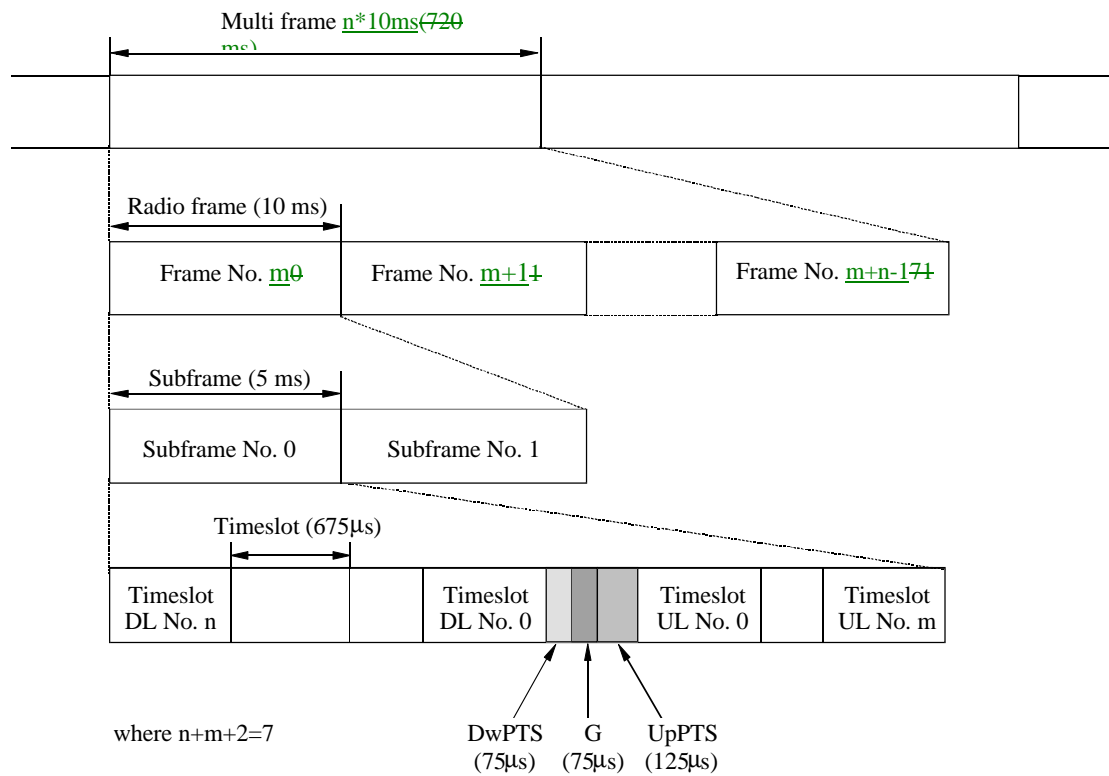 Multi frame n*10ms(720
ms)
Radio frame (10 ms)
Frame No. m0
Frame No. m+11
Frame No. m+n-171
Subframe (5 ms)
Subframe No. 0
Subframe No. 1
Timeslot (675μs)
Timeslot
DL No. n
Timeslot
DL No. 0
Timeslot
UL No. 0
Timeslot
UL No. m
where n+m+2=7
DwPTS
(75μs)
G
(75μs)
UpPTS
(125μs)